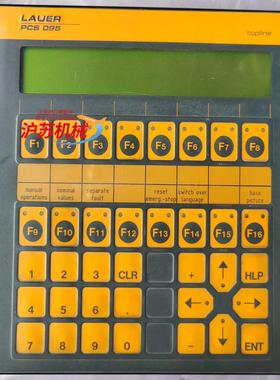 LAUER
PCS 095
topline
沪苏机械
F1 F2 F3 F4 F5 F6 F7 F8
manual operations nominal values separate fault reset emerg.-stop switch over language base picture
F9 F10 F11 F12 F13 F14 F15 F16
1 2 3 CLR + HLP
4 5 6 .
7 8 9 0 - ENT